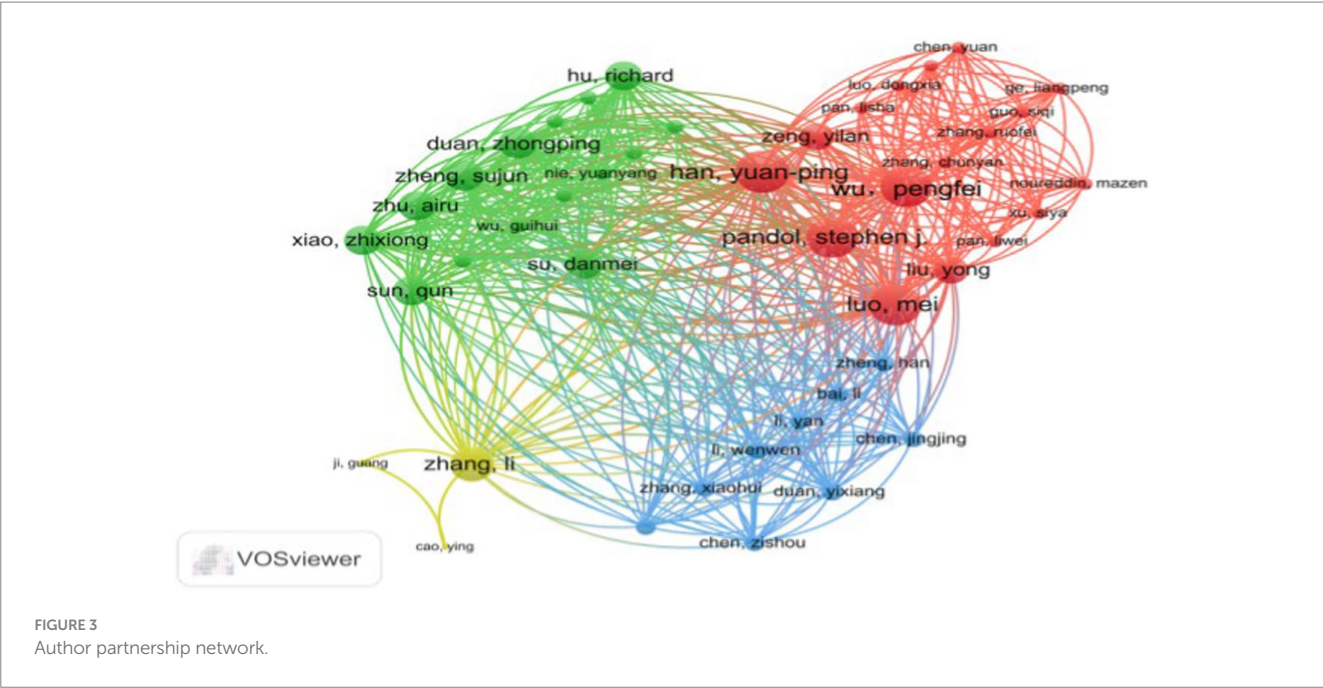 chen, yuan
hu, richard
luo, dongxia
ge, liangpeng
pan, lisha
guo, siqi
zeng, yilan
zhang, ruofei
duan, zhongping
zhang, chunyan
zheng, sujun
nie, yuanyang
han, yuan-ping
wu, pengfei
noureddin, mazen
zhu, airu
xu, siya
wu, guihui
xiao, zhixiong
pandol, stephen j.
pan, liwei
su, danmei
liu, yong
sun, qun
luo, mei
zheng, han
bai, li
li, yan
chen, jingjing
li, wenwen
ji, guang
zhang, li
zhang, xiaohui
duan, yixiang
cao, ying
chen, zishou
VOSviewer
FIGURE 3
Author partnership network.